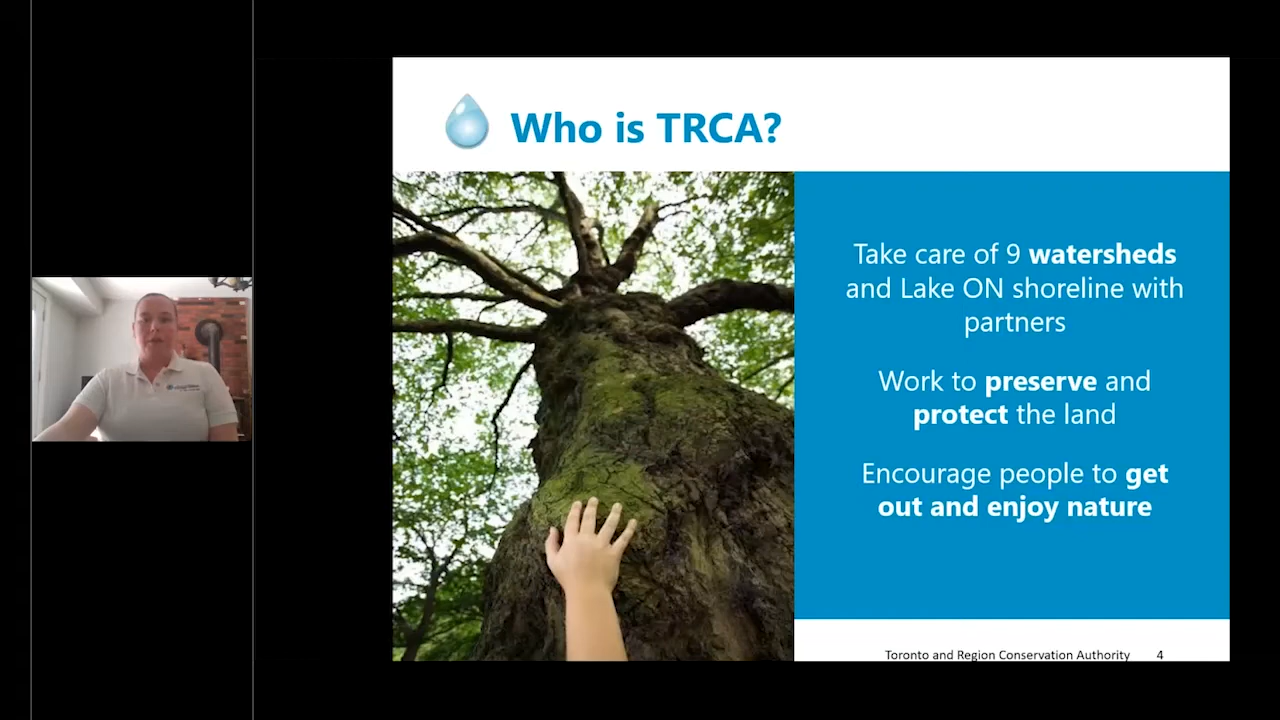 Who is TRCA?
Take care of 9 watersheds
and Lake ON shoreline with
partners
Work to preserve and
protect the land
Encourage people to get
out and enjoy nature
Toronto and Region Conservation Authority 4